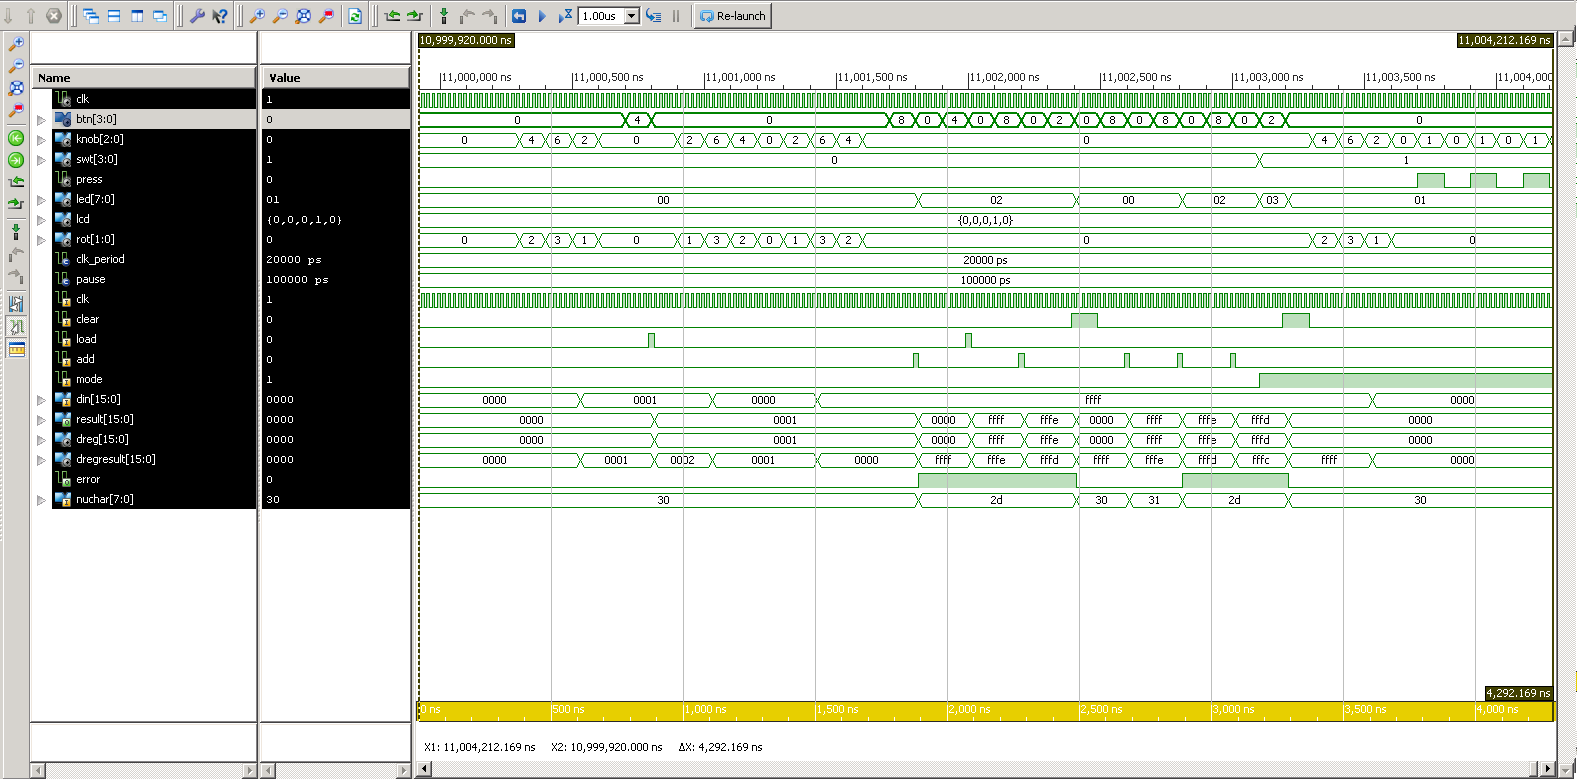 1.00us Re-launch
10,999,920.000 ns 11,004,212.169 ns
Name Value
11,000,000 ns 11,000,500 ns 11,001,000 ns 11,001,500 ns 11,002,000 ns 11,002,500 ns 11,003,000 ns 11,003,500 ns 11,004,000
clk 1
btn[3:0] 0 0 4 0 8 0 4 0 8 0 2 0 8 0 8 0 8 0 2 0
knob[2:0] 0 0 4 6 2 0 2 6 4 0 2 6 4 0 4 6 2 0 1 0 1 0 1
swt[3:0] 1 0 1
press 0
led[7:0] 01 00 02 00 02 03 01
lcd {0,0,0,1,0} {0,0,0,1,0}
rot[1:0] 0 0 2 3 1 0 1 3 2 0 1 3 2 0 2 3 1 0
clk_period 20000 ps 20000 ps
pause 100000 ps 100000 ps
clk 1
clear 0
load 0
add 0
mode 1
din[15:0] 0000 0000 0001 0000 ffff 0000
result[15:0] 0000 0000 0001 0000 ffff fffe 0000 ffff fffe fffd 0000
dreg[15:0] 0000 0000 0001 0000 ffff fffe 0000 ffff fffe fffd 0000
dregresult[15:0] 0000 0000 0001 0002 0001 0000 ffff fffe fffd ffff fffe fffd fffc ffff 0000
error 0
nuchar[7:0] 30 30 2d 30 31 2d 30
4,292.169 ns
0 ns 500 ns 1,000 ns 1,500 ns 2,000 ns 2,500 ns 3,000 ns 3,500 ns 4,000 ns
X1: 11,004,212.169 ns X2: 10,999,920.000 ns ΔX: 4,292.169 ns